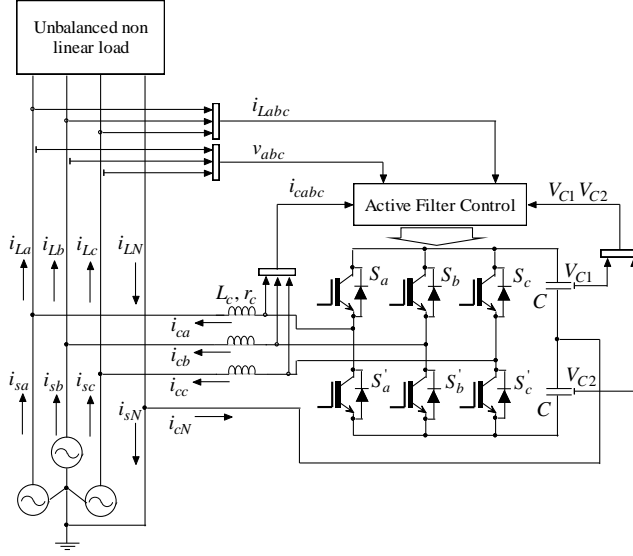 Unbalanced non
linear load
i_{Labc}
v_{abc}
i_{cabc}
Active Filter Control
V_{C1} V_{C2}
i_{La} i_{Lb} i_{Lc} i_{LN}
L_c, r_c
S_a S_b S_c
V_{C1}
C
i_{ca}
i_{cb}
i_{cc}
S_a^' S_b^' S_c^'
V_{C2}
C
i_{sa} i_{sb} i_{sc} i_{sN}
i_{cN}